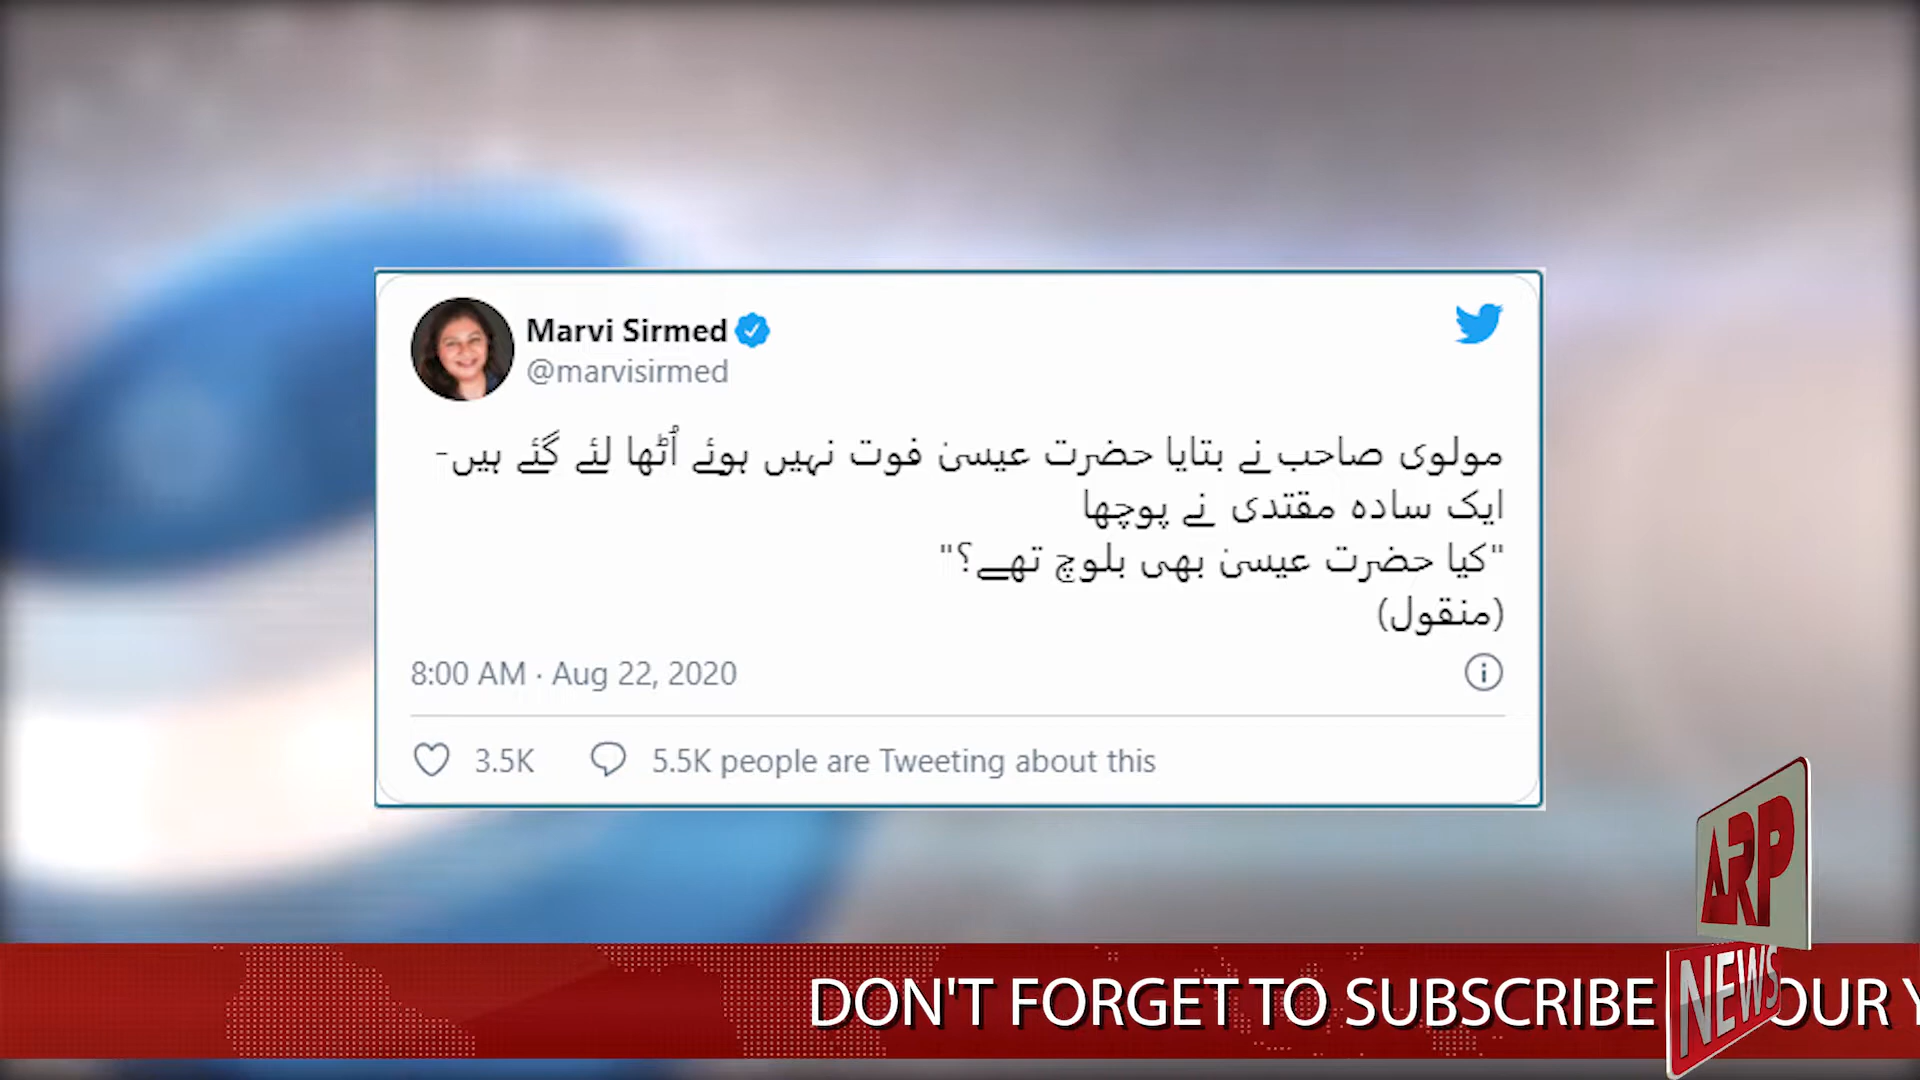 Marvi Sirmed
@marvisirmed
مولوی صاحب نے بتایا حضرت عیسیٰ فوت نہیں ہوئے اُٹھا لئے گئے ہیں-
ایک سادہ مقتدی نے پوچھا
"کیا حضرت عیسیٰ بھی بلوچ تھے؟"
(منقول)
8:00 AM · Aug 22, 2020
3.5K 5.5K people are Tweeting about this
ARP
NEWS
DON'T FORGET TO SUBSCRIBE OUR Y